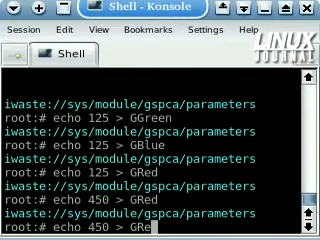 Shell - Konsole
Session Edit View Bookmarks Settings Help
LINUX
JOURNAL
Shell
iwaste://sys/module/gspca/parameters
root:# echo 125 > GGreen
iwaste://sys/module/gspca/parameters
root:# echo 125 > GBlue
iwaste://sys/module/gspca/parameters
root:# echo 125 > GRed
iwaste://sys/module/gspca/parameters
root:# echo 450 > GRed
iwaste://sys/module/gspca/parameters
root:# echo 450 > GRe